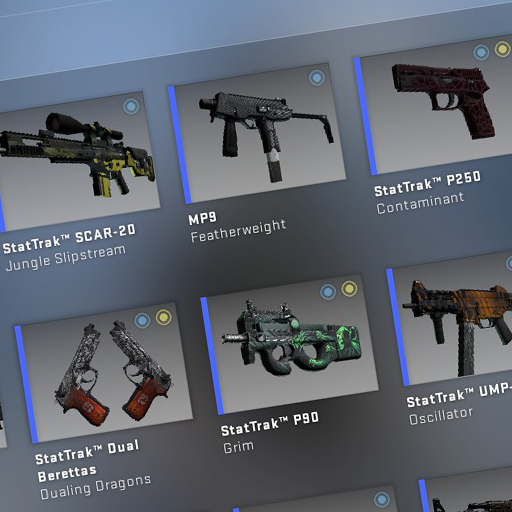 StatTrak™ SCAR-20
Jungle Slipstream
MP9
Featherweight
StatTrak™ P250
Contaminant
StatTrak™ Dual
Berettas
Dualing Dragons
StatTrak™ P90
Grim
StatTrak™ UMP-
Oscillator